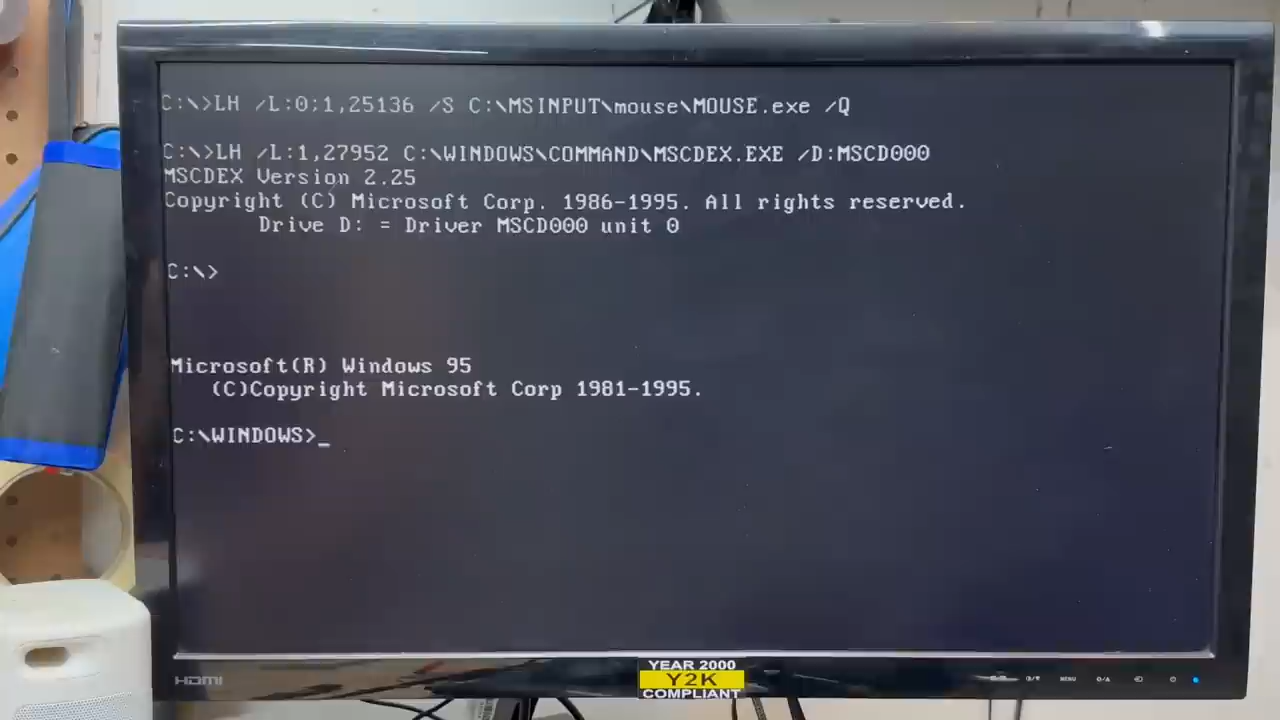 C:\>LH /L:0;1,25136 /S C:\MSINPUT\mouse\MOUSE.exe /Q
C:\>LH /L:1,27952 C:\WINDOWS\COMMAND\MSCDEX.EXE /D:MSCD000
MSCDEX Version 2.25
Copyright (C) Microsoft Corp. 1986-1995. All rights reserved.
Drive D: = Driver MSCD000 unit 0
C:\>
Microsoft(R) Windows 95
(C)Copyright Microsoft Corp 1981-1995.
C:\WINDOWS>_
HDMI
YEAR 2000
Y2K
COMPLIANT
MENU